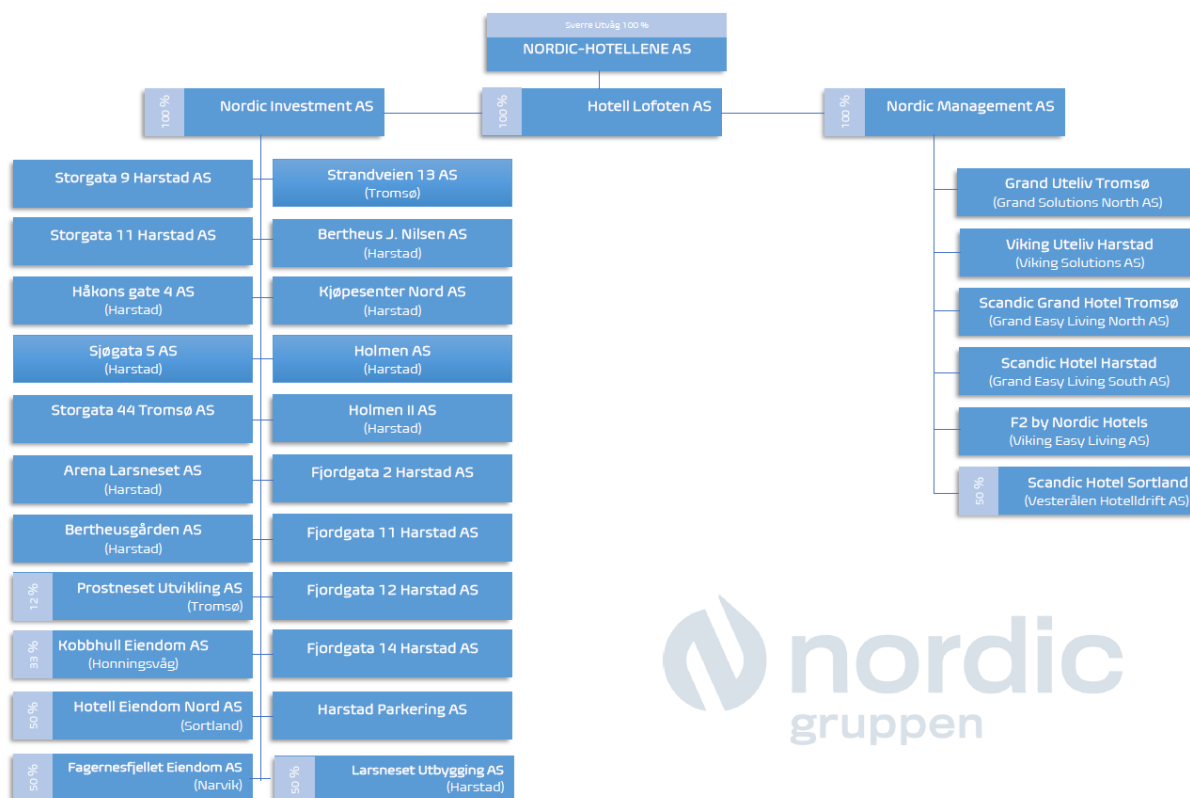 Sverre Utvåg 100 %
NORDIC-HOTELLENE AS
100 %
Nordic Investment AS
100 %
Hotell Lofoten AS
100 %
Nordic Management AS
Storgata 9 Harstad AS
Storgata 11 Harstad AS
Håkons gate 4 AS
(Harstad)
Sjøgata 5 AS
(Harstad)
Storgata 44 Tromsø AS
Arena Larsneset AS
(Harstad)
Bertheusgården AS
(Harstad)
12 %
Prostneset Utvikling AS
(Tromsø)
33 %
Kobbhull Eiendom AS
(Honningsvåg)
50 %
Hotell Eiendom Nord AS
(Sortland)
50 %
Fagernesfjellet Eiendom AS
(Narvik)
Strandveien 13 AS
(Tromsø)
Bertheus J. Nilsen AS
(Harstad)
Kjøpesenter Nord AS
(Harstad)
Holmen AS
(Harstad)
Holmen II AS
(Harstad)
Fjordgata 2 Harstad AS
Fjordgata 11 Harstad AS
Fjordgata 12 Harstad AS
Fjordgata 14 Harstad AS
Harstad Parkering AS
50 %
Larsneset Utbygging AS
(Harstad)
Grand Uteliv Tromsø
(Grand Solutions North AS)
Viking Uteliv Harstad
(Viking Solutions AS)
Scandic Grand Hotel Tromsø
(Grand Easy Living North AS)
Scandic Hotel Harstad
(Grand Easy Living South AS)
F2 by Nordic Hotels
(Viking Easy Living AS)
50 %
Scandic Hotel Sortland
(Vesterålen Hotelldrift AS)
nordic
gruppen